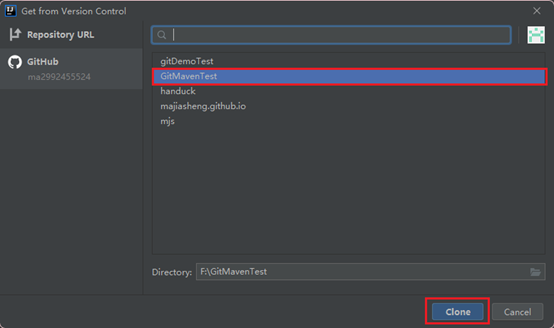 Get from Version Control
Repository URL
GitHub
ma2992455524
gitDemoTest
GitMavenTest
handuck
majiasheng.github.io
mjs
Directory:
F:\GitMavenTest
Clone
Cancel